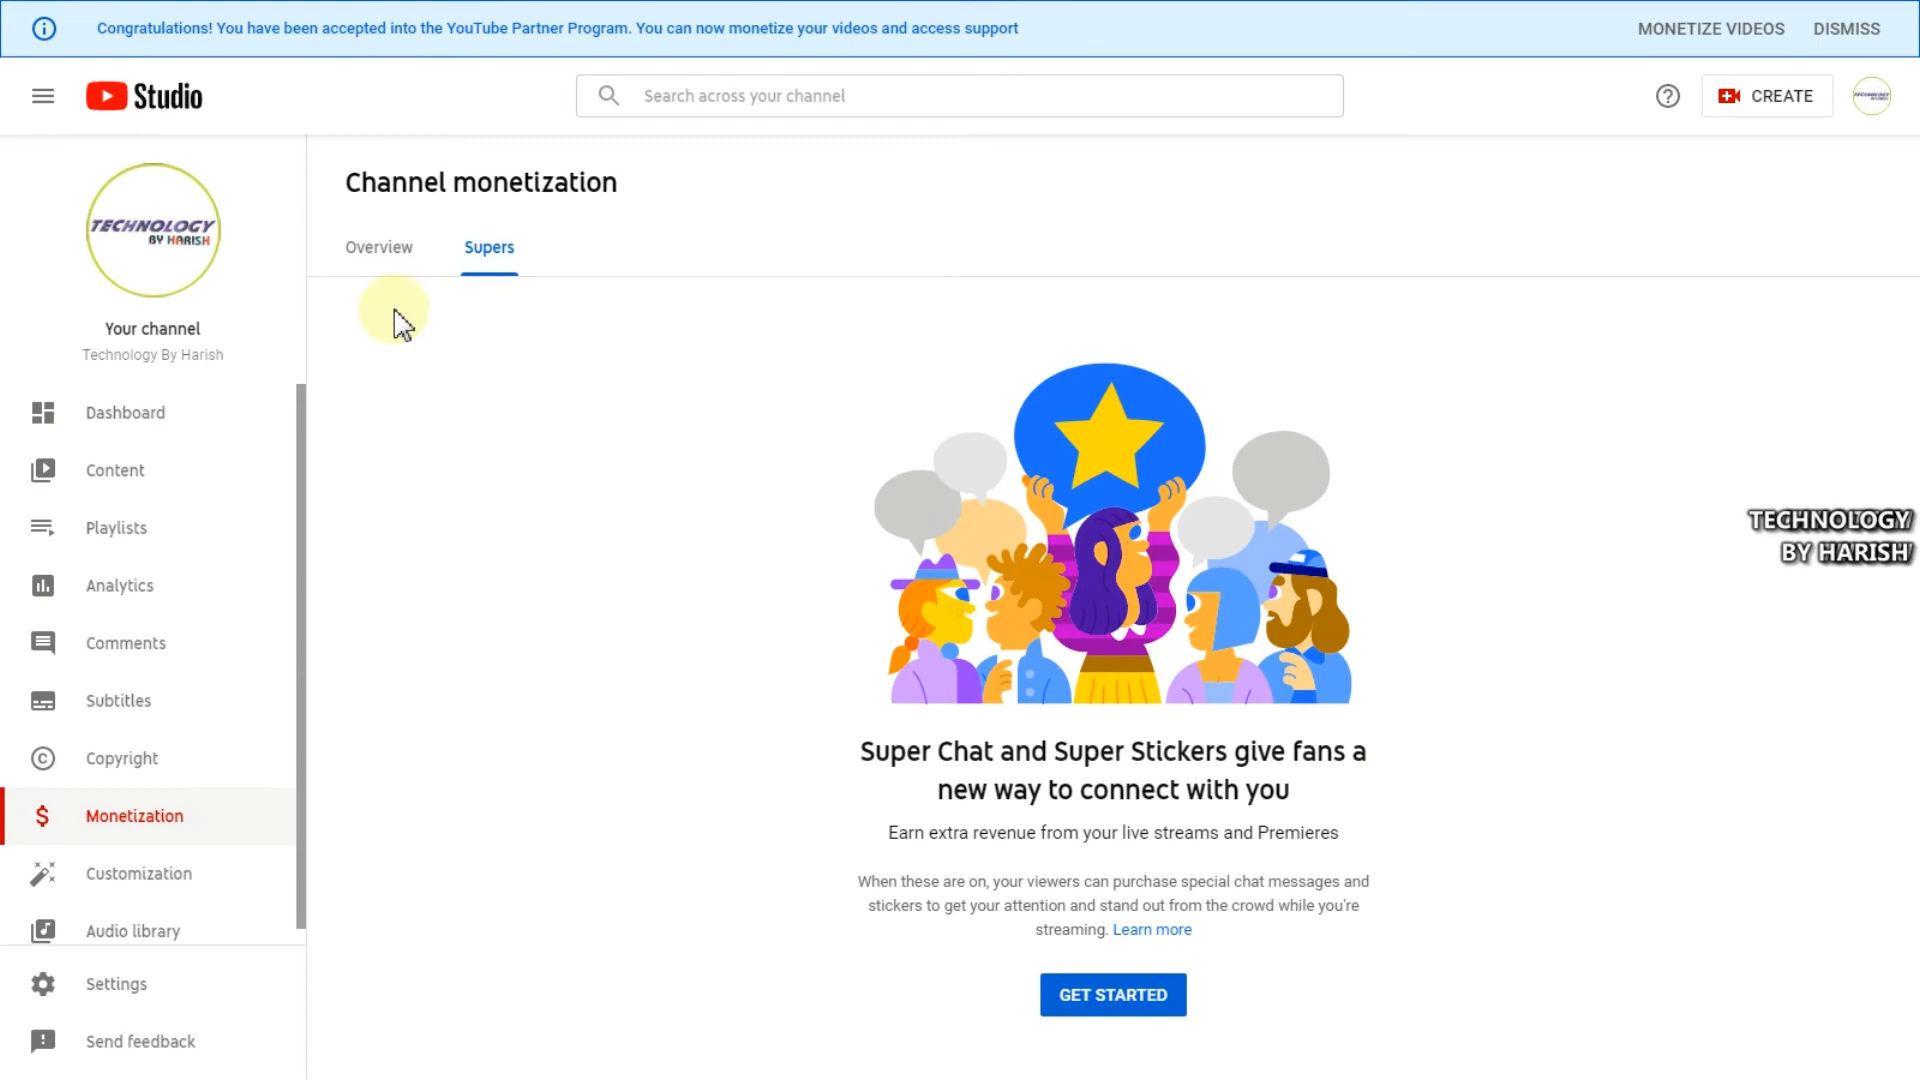 Congratulations! You have been accepted into the YouTube Partner Program. You can now monetize your videos and access support
MONETIZE VIDEOS
DISMISS
Studio
Search across your channel
CREATE
TECHNOLOGY
BY HARISH
Your channel
Technology By Harish
Dashboard
Content
Playlists
Analytics
Comments
Subtitles
Copyright
Monetization
Customization
Audio library
Settings
Send feedback
Channel monetization
Overview
Supers
Super Chat and Super Stickers give fans a
new way to connect with you
Earn extra revenue from your live streams and Premieres
When these are on, your viewers can purchase special chat messages and
stickers to get your attention and stand out from the crowd while you're
streaming. Learn more
GET STARTED
TECHNOLOGY
BY HARISH